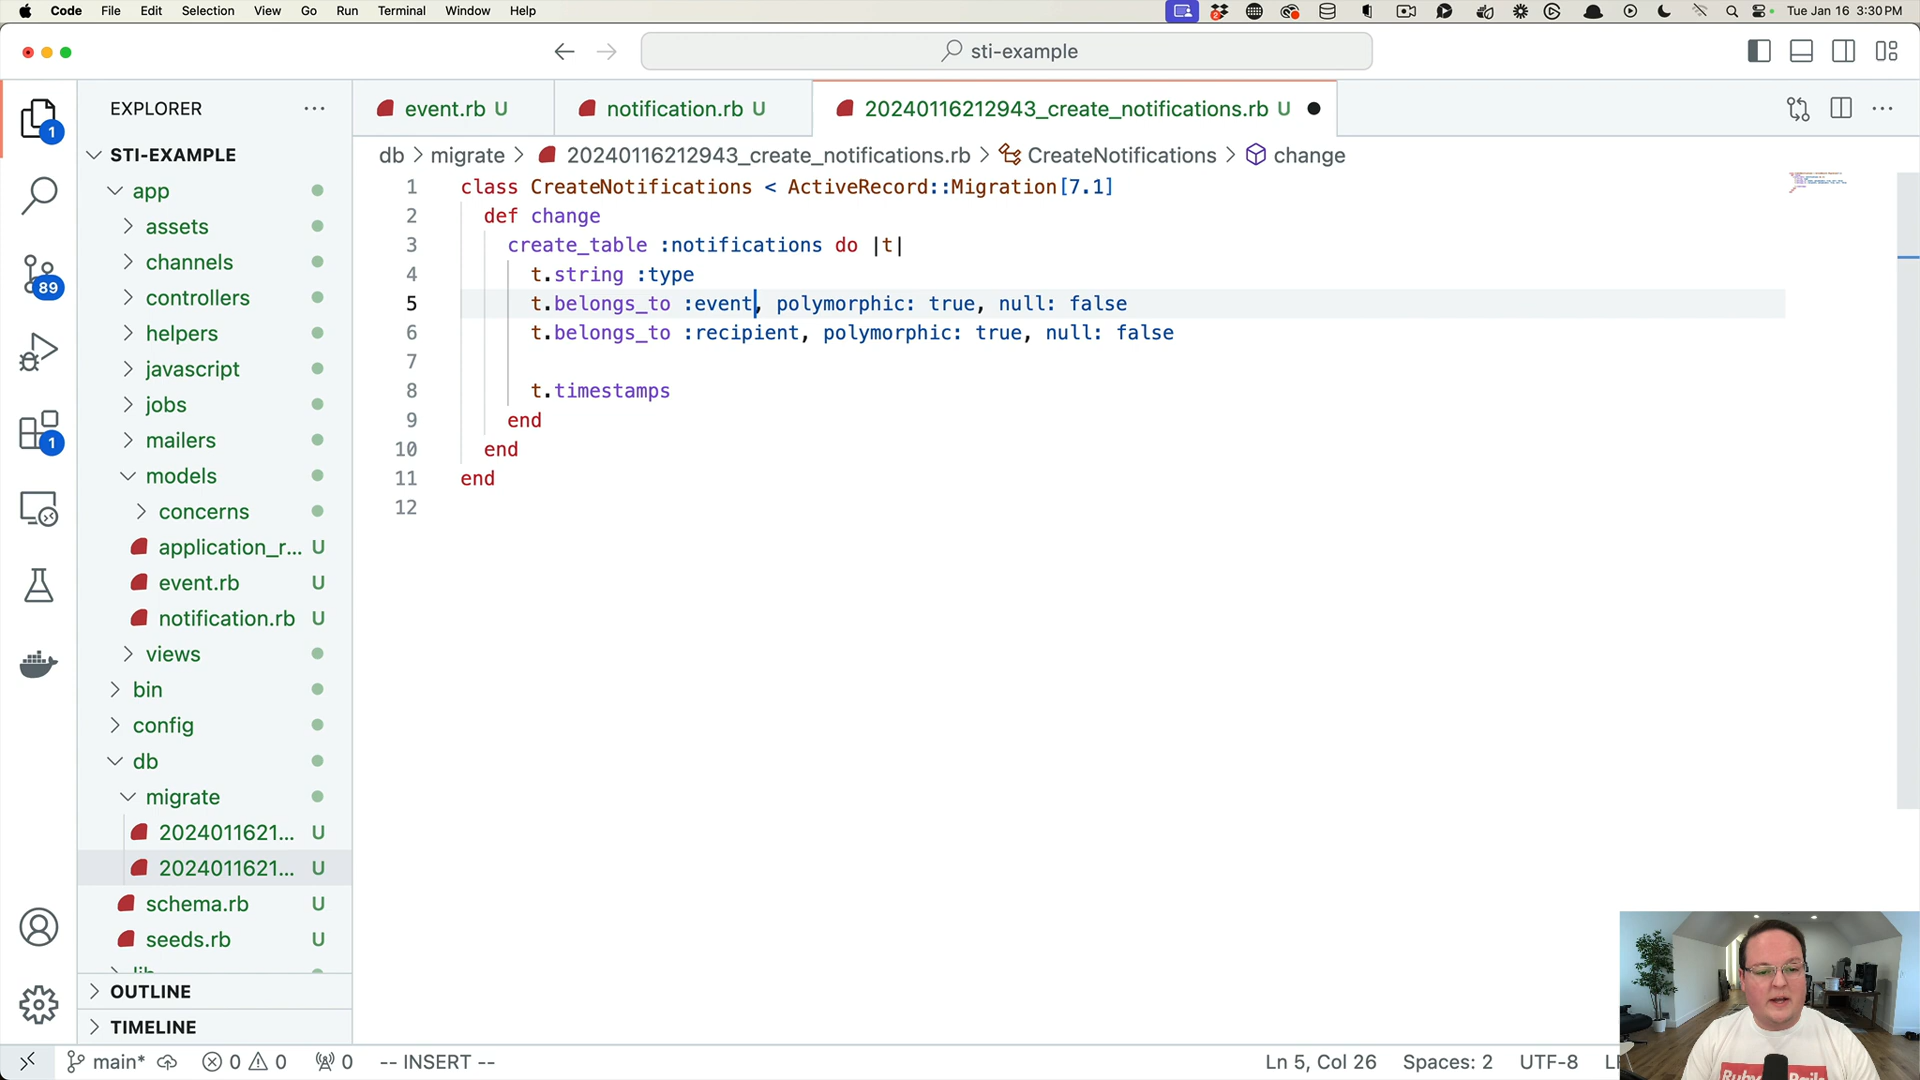 Code File Edit Selection View Go Run Terminal Window Help
2
Tue Jan 16 3:30 PM
sti-example
1
89
1
EXPLORER
STI-EXAMPLE
app
assets
channels
controllers
helpers
javascript
jobs
mailers
models
concerns
application_r... U
event.rb U
notification.rb U
views
bin
config
db
migrate
2024011621... U
2024011621... U
schema.rb U
seeds.rb U
lib
OUTLINE
TIMELINE
event.rb U
notification.rb U
20240116212943_create_notifications.rb U
db > migrate > 20240116212943_create_notifications.rb > CreateNotifications > change
1 class CreateNotifications < ActiveRecord::Migration[7.1]
2 def change
3 create_table :notifications do |t|
4 t.string :type
5 t.belongs_to :event, polymorphic: true, null: false
6 t.belongs_to :recipient, polymorphic: true, null: false
7
8 t.timestamps
9 end
10 end
11 end
12
main* 0 0 0 -- INSERT -- Ln 5, Col 26 Spaces: 2 UTF-8
Ruby